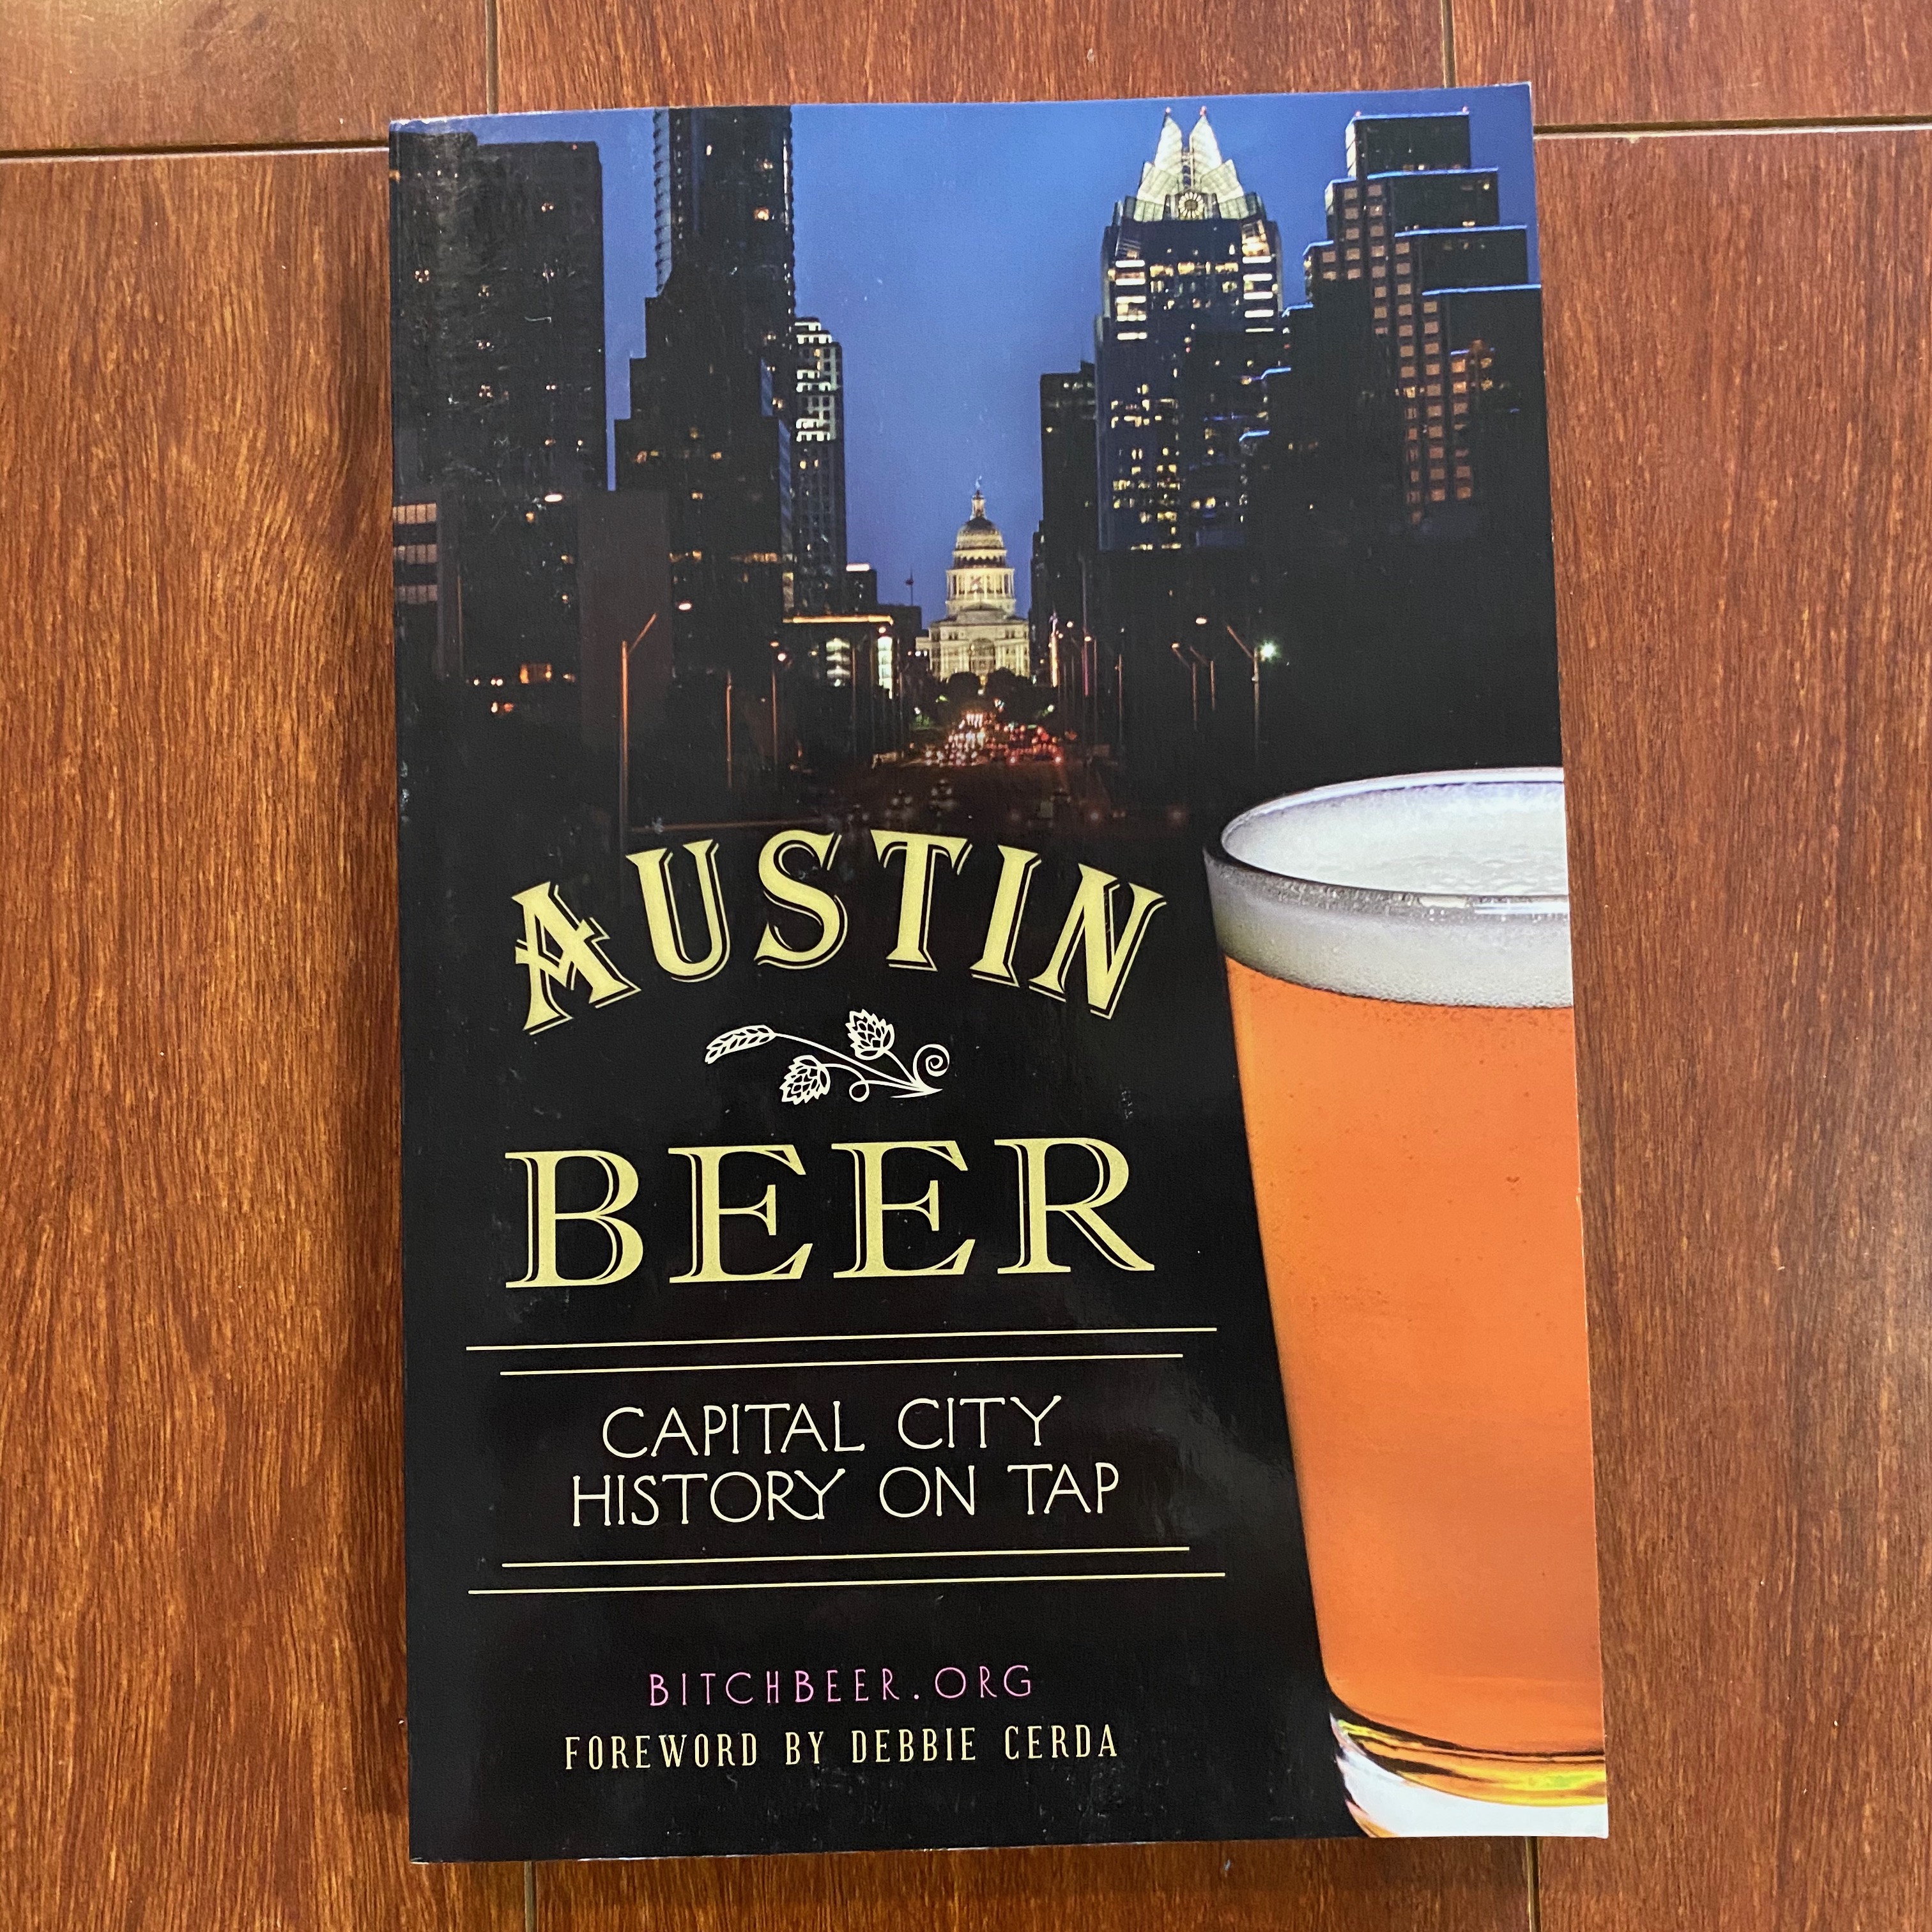 AUSTIN
BEER
CAPITAL CITY
HISTORY ON TAP
BITCHBEER.ORG
FOREWORD BY DEBBIE CERDA